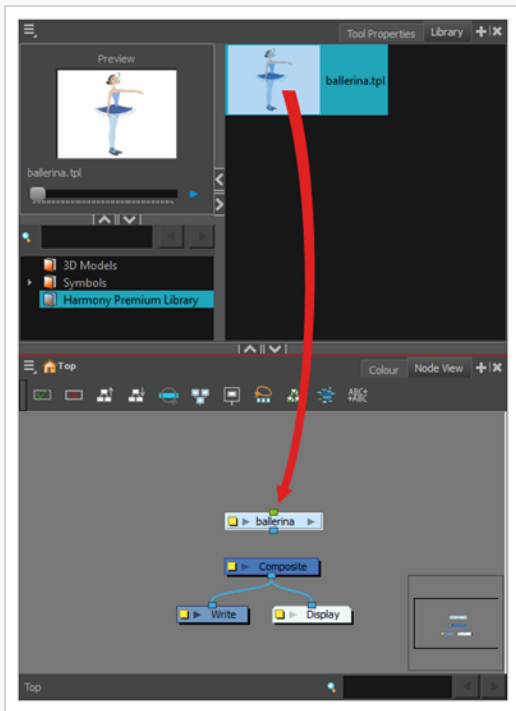 Tool Properties Library
Preview
ballerina.tpl
ballerina.tpl
3D Models
Symbols
Harmony Premium Library
Top
Colour Node View
ABC+
+ABC
ballerina
Composite
Write Display
Top